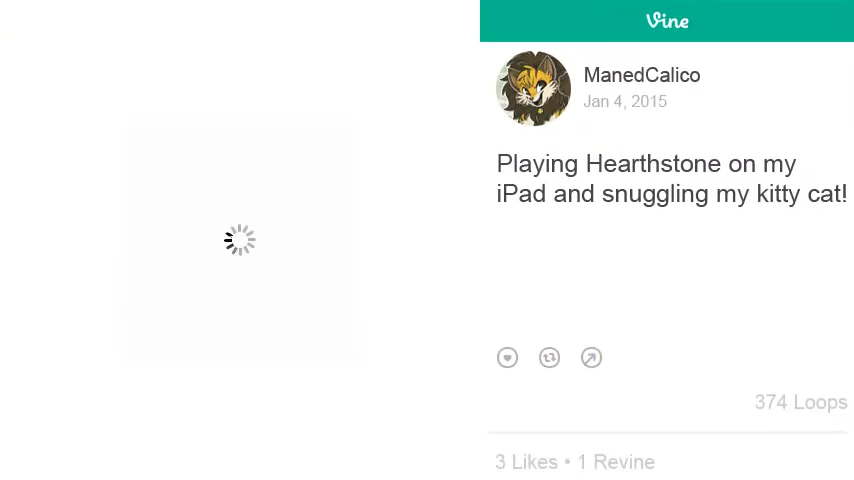 Vine
ManedCalico
Jan 4, 2015
Playing Hearthstone on my
iPad and snuggling my kitty cat!
374 Loops
3 Likes • 1 Revine